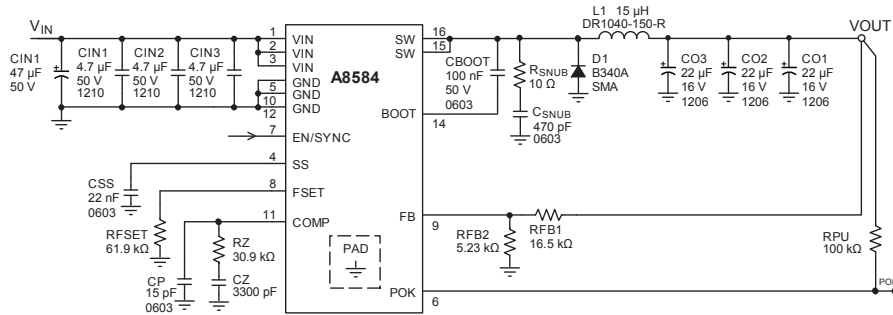 L1 15 µH
DR1040-150-R
VIN
VOUT
CIN1
47 µF
50 V
CIN1
4.7 µF
50 V
1210
CIN2
4.7 µF
50 V
1210
CIN3
4.7 µF
50 V
1210
1
2
3
5
10
12
7
4
8
11
VIN
VIN
VIN
GND
GND
GND
EN/SYNC
SS
FSET
COMP
A8584
PAD
SW
SW
BOOT
FB
POK
16
15
14
9
6
CBOOT
100 nF
50 V
0603
RSNUB
10 Ω
CSNUB
470 pF
0603
D1
B340A
SMA
CO3
22 µF
16 V
1206
CO2
22 µF
16 V
1206
CO1
22 µF
16 V
1206
CSS
22 nF
0603
RFSET
61.9 kΩ
RZ
30.9 kΩ
CP
15 pF
0603
CZ
3300 pF
RFB2
5.23 kΩ
RFB1
16.5 kΩ
RPU
100 kΩ